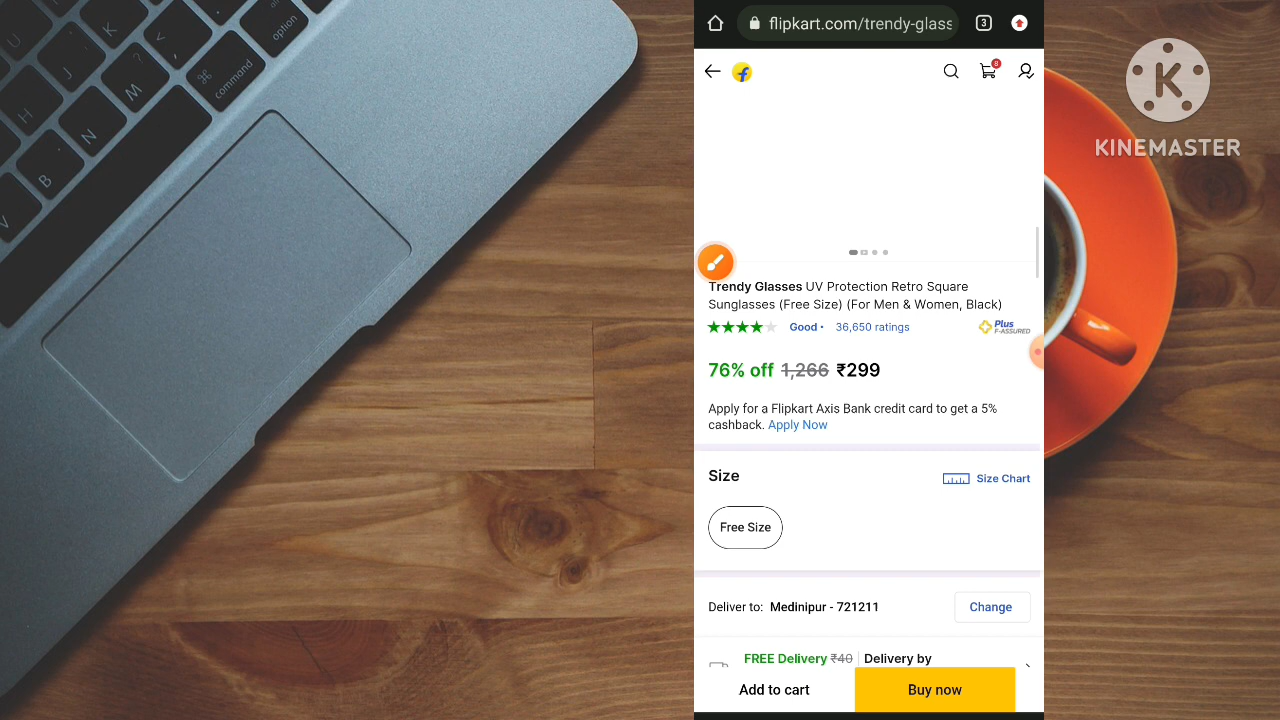 U
K
<
option
J
M
>
⌘
H
command
N
B
V
flipkart.com/trendy-glass
3
8
Trendy Glasses UV Protection Retro Square
Sunglasses (Free Size) (For Men & Women, Black)
Good • 36,650 ratings
Plus
F-ASSURED
76% off 1,266 ₹299
Apply for a Flipkart Axis Bank credit card to get a 5%
cashback. Apply Now
Size
Size Chart
Free Size
Deliver to: Medinipur - 721211
Change
FREE Delivery ₹40 | Delivery by
Add to cart
Buy now
K
KINEMASTER